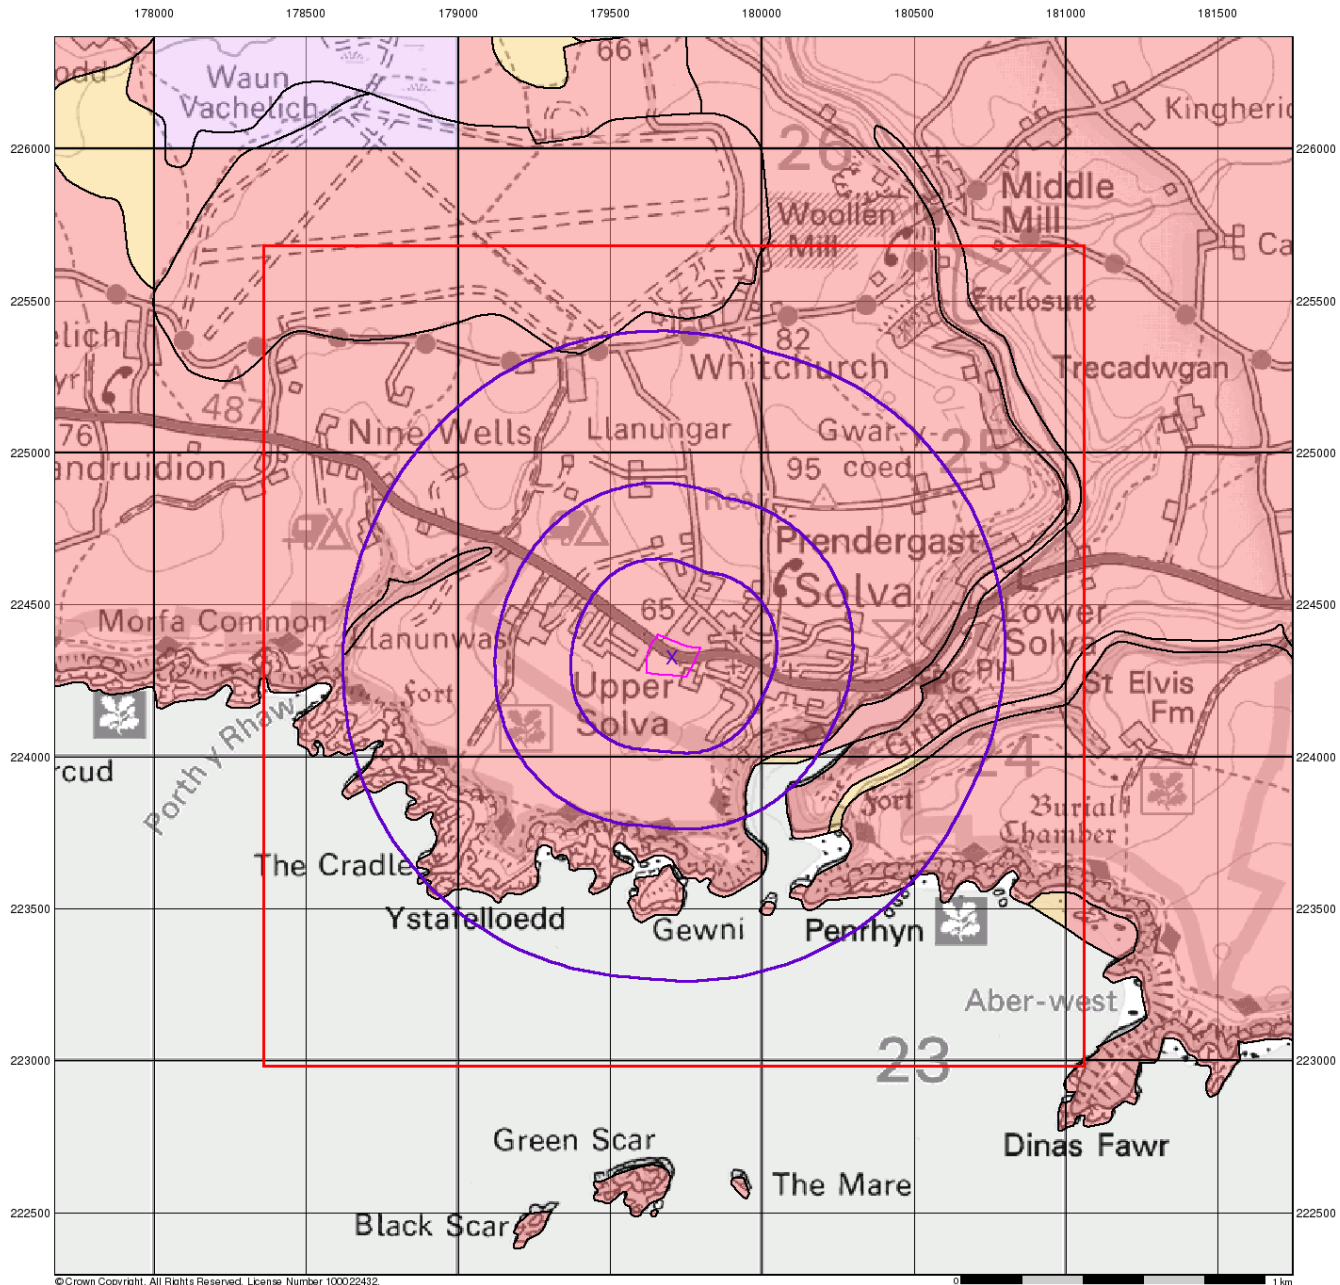 178000 178500 179000 179500 180000 180500 181000 181500
odd
Waun
Vachelich
66
Kingheric
226000 226000
26
Middle
Mill
Woollen
Mill
Ca
225500 225500
Enclosure
elich
82
Whitchurch
Trecadwgan
yr
A
487
76
Nine Wells
Llanungar
Gwar-y-
coed
25
95
225000 225000
andruidion
Resr
Prendergast
Solva
224500 224500
65
Morfa Common
Llanunwas
Lower
Solva
PH
C
Upper
Solva
Fort
St Elvis
Fm
Gribin
Porth y Rhaw
224000 224000
rcud
24
Fort
Burial
Chamber
The Cradle
223500 223500
Ystafelloedd
Gewni
Penrhyn
Aber-west
23
223000 223000
Green Scar
Dinas Fawr
The Mare
222500 222500
Black Scar
© Crown Copyright. All Rights Reserved. License Number 100022432.
0 1 km